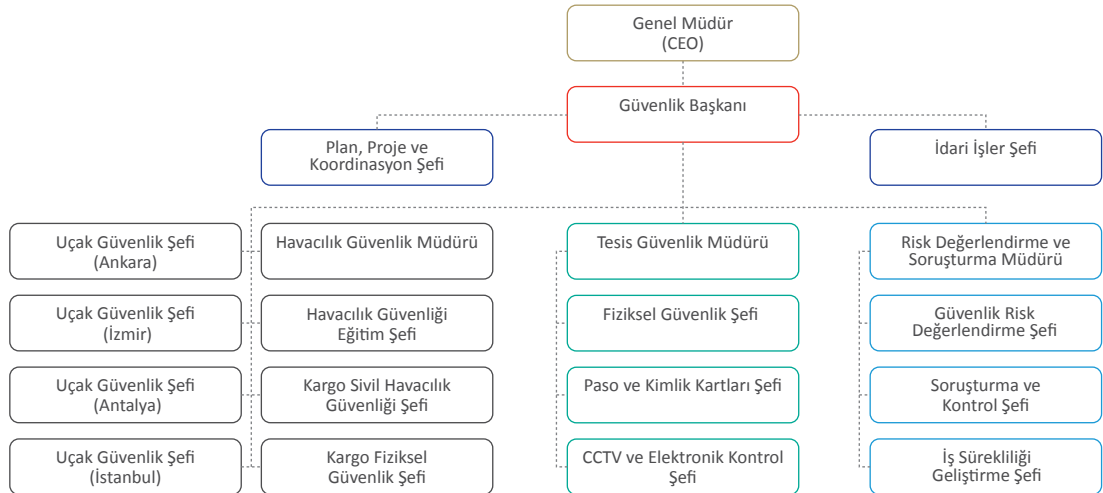 Genel Müdür
(CEO)
Güvenlik Başkanı
Plan, Proje ve
Koordinasyon Şefi
İdari İşler Şefi
Uçak Güvenlik Şefi
(Ankara)
Havacılık Güvenlik Müdürü
Tesis Güvenlik Müdürü
Risk Değerlendirme ve
Soruşturma Müdürü
Uçak Güvenlik Şefi
(İzmir)
Havacılık Güvenliği
Eğitim Şefi
Fiziksel Güvenlik Şefi
Güvenlik Risk
Değerlendirme Şefi
Uçak Güvenlik Şefi
(Antalya)
Kargo Sivil Havacılık
Güvenliği Şefi
Paso ve Kimlik Kartları Şefi
Soruşturma ve
Kontrol Şefi
Uçak Güvenlik Şefi
(İstanbul)
Kargo Fiziksel
Güvenlik Şefi
CCTV ve Elektronik Kontrol
Şefi
İş Sürekliliği
Geliştirme Şefi